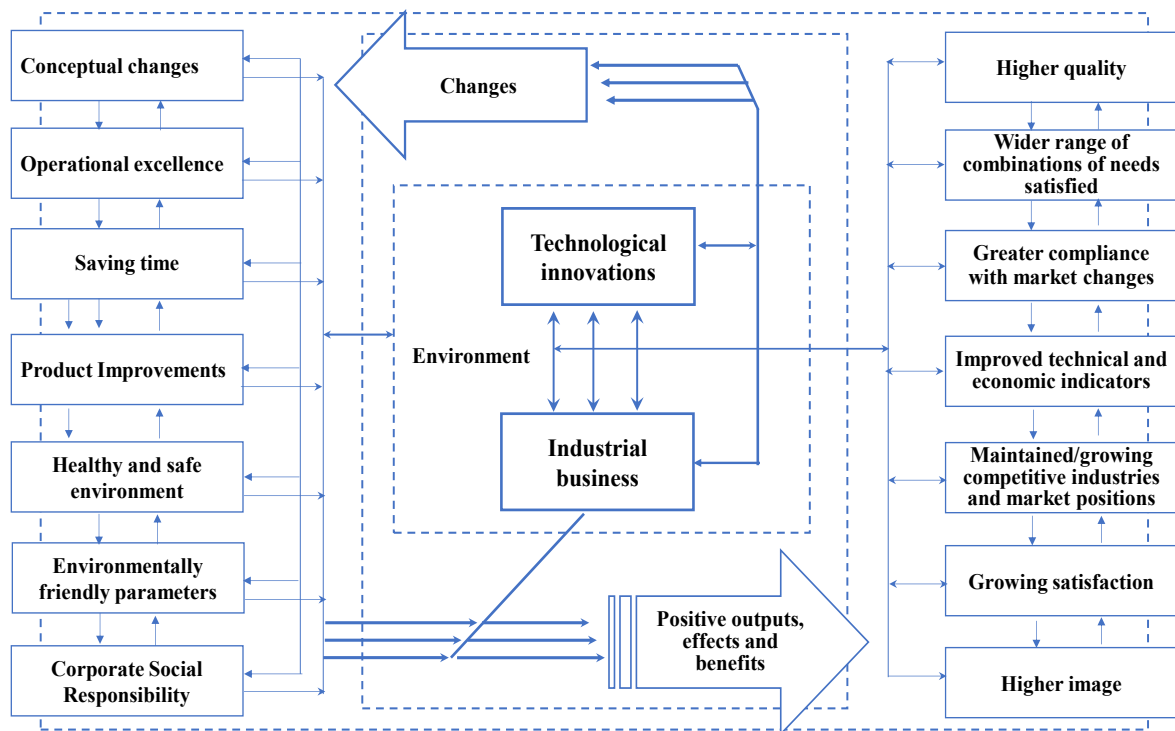 Conceptual changes
Operational excellence
Saving time
Product Improvements
Healthy and safe
environment
Environmentally
friendly parameters
Corporate Social
Responsibility
Changes
Technological
innovations
Environment
Industrial
business
Positive outputs,
effects and
benefits
Higher quality
Wider range of
combinations of needs
satisfied
Greater compliance
with market changes
Improved technical and
economic indicators
Maintained/growing
competitive industries
and market positions
Growing satisfaction
Higher image